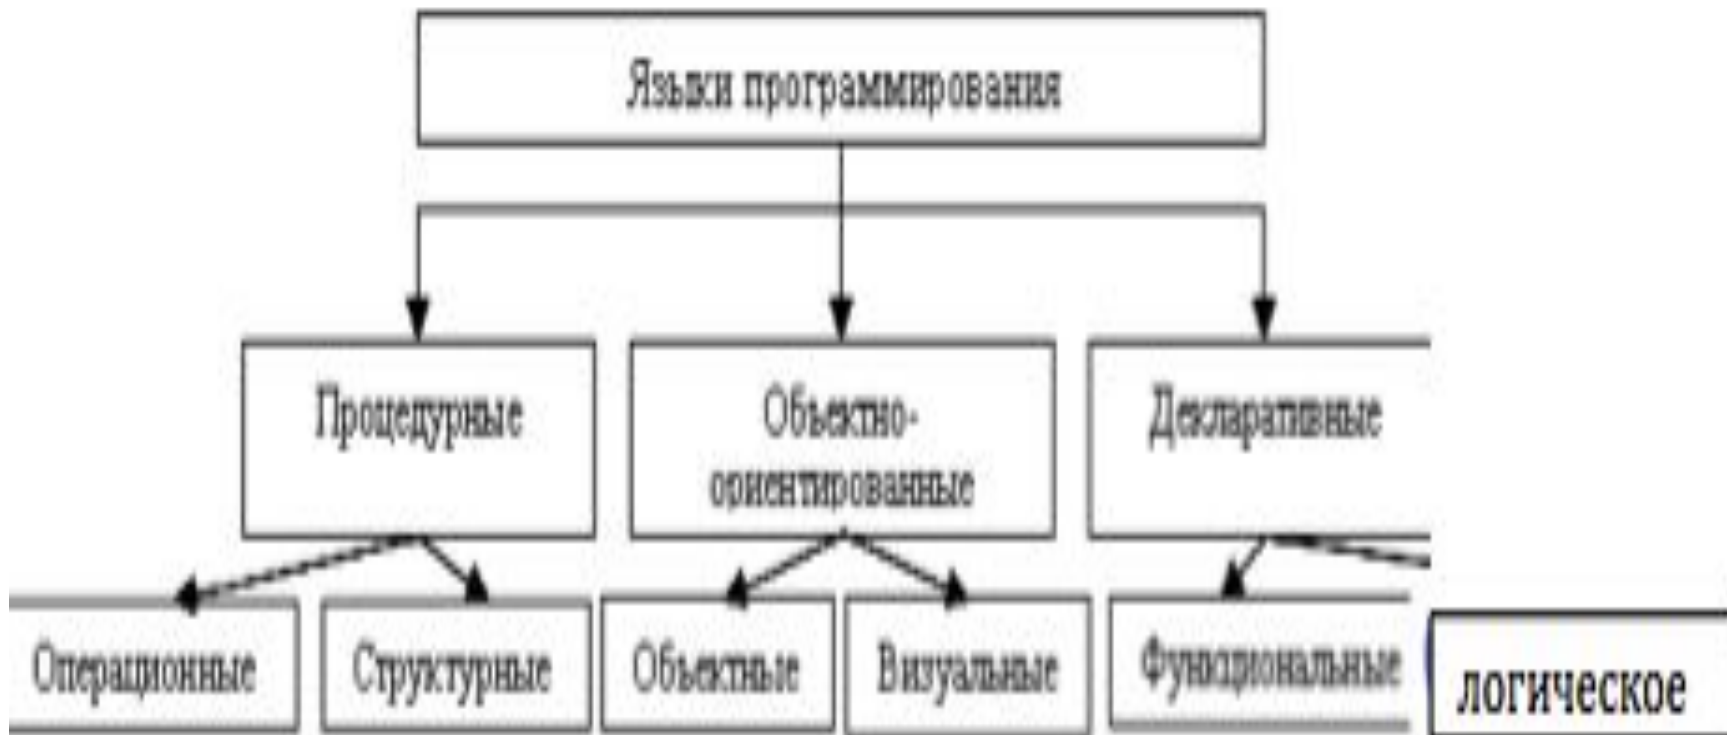 Языки программирования
Процедурные
Объектно-
ориентированные
Декларативные
Операционные
Структурные
Объектные
Визуальные
Функциональные
логическое